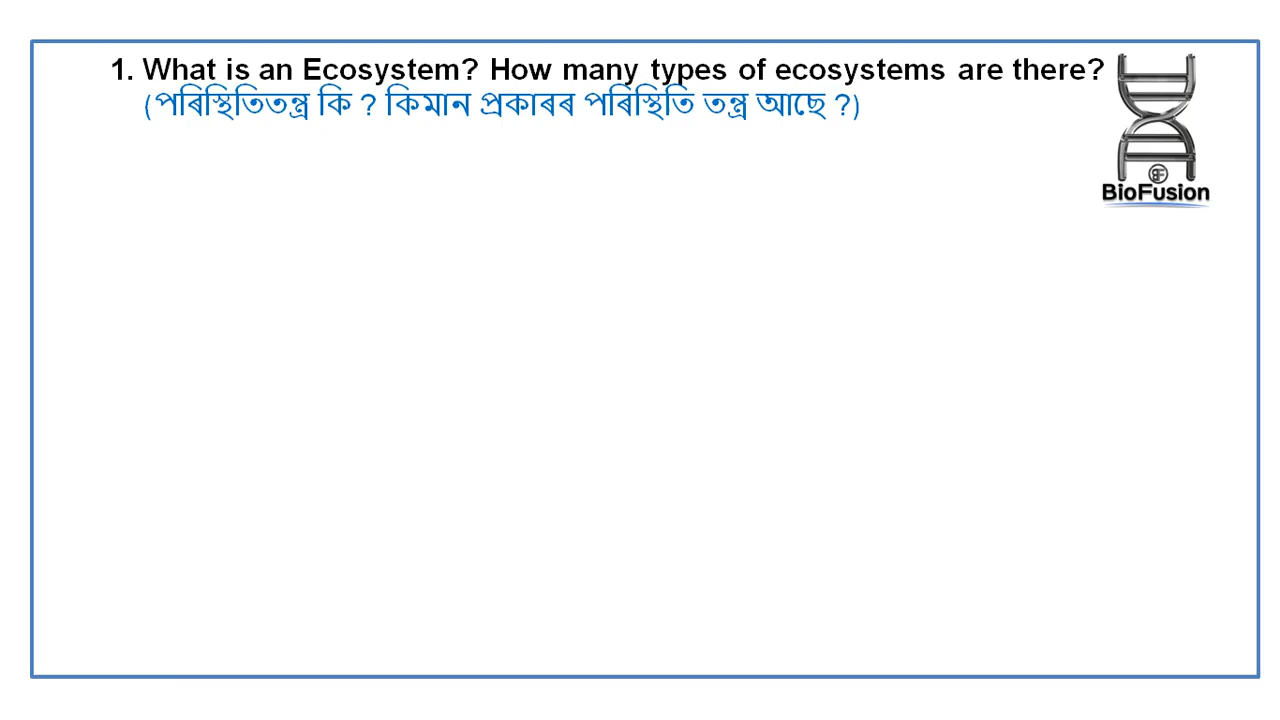 1. What is an Ecosystem? How many types of ecosystems are there?
(পৰিস্থিতিতন্ত্ৰ কি ? কিমান প্ৰকাৰৰ পৰিস্থিতি তন্ত্ৰ আছে ?)
BF
BioFusion